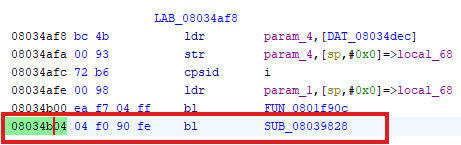 LAB_08034af8
08034af8 bc 4b ldr param_4,[DAT_08034dec]
08034afa 00 93 str param_4,[sp,#0x0]=>local_68
08034afc 72 b6 cpsid i
08034afe 00 98 ldr param_1,[sp,#0x0]=>local_68
08034b00 ea f7 04 ff bl FUN_0801f90c
08034b04 04 f0 90 fe bl SUB_08039828